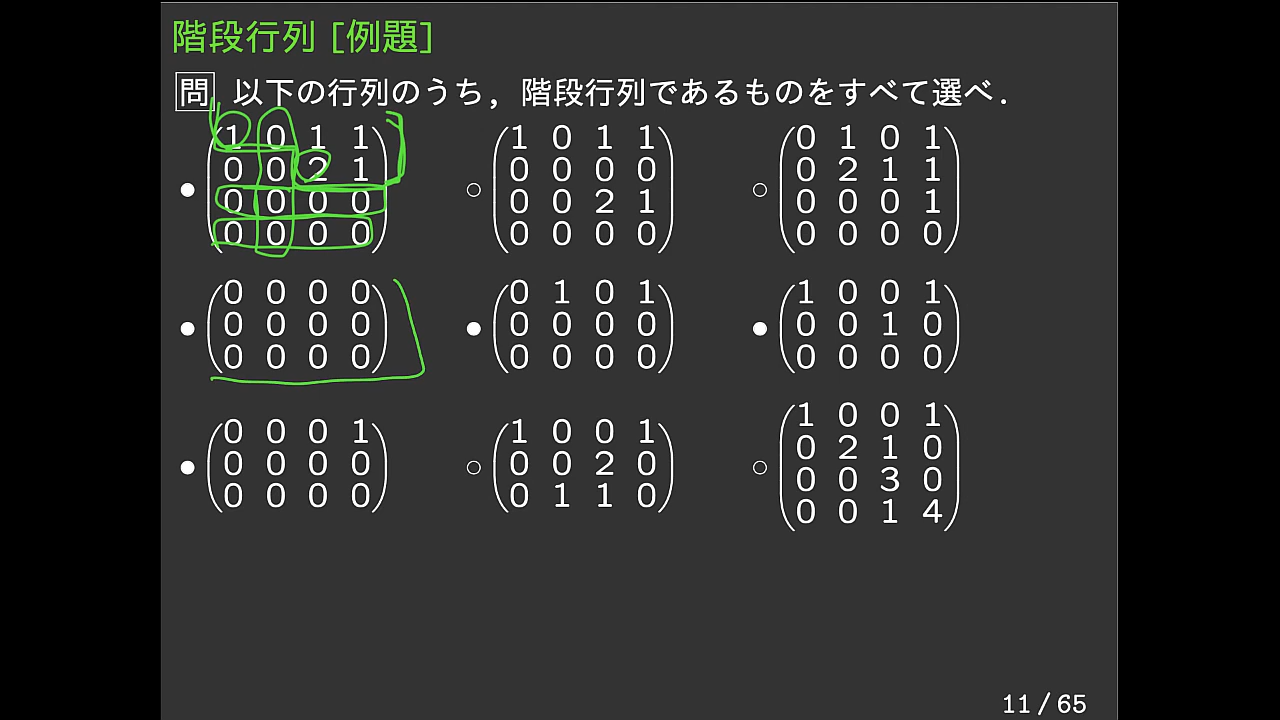 階段行列 [例題]
問 以下の行列のうち, 階段行列であるものをすべて選べ.
● (1 0 1 1
0 0 2 1
0 0 0 0
0 0 0 0)
○ (1 0 1 1
0 0 0 0
0 0 2 1
0 0 0 0)
○ (0 1 0 1
0 2 1 1
0 0 0 1
0 0 0 0)
● (0 0 0 0
0 0 0 0
0 0 0 0)
● (0 1 0 1
0 0 0 0
0 0 0 0)
● (1 0 0 1
0 0 1 0
0 0 0 0)
● (0 0 0 1
0 0 0 0
0 0 0 0)
○ (1 0 0 1
0 0 2 0
0 1 1 0)
○ (1 0 0 1
0 2 1 0
0 0 3 0
0 0 1 4)
11 / 65